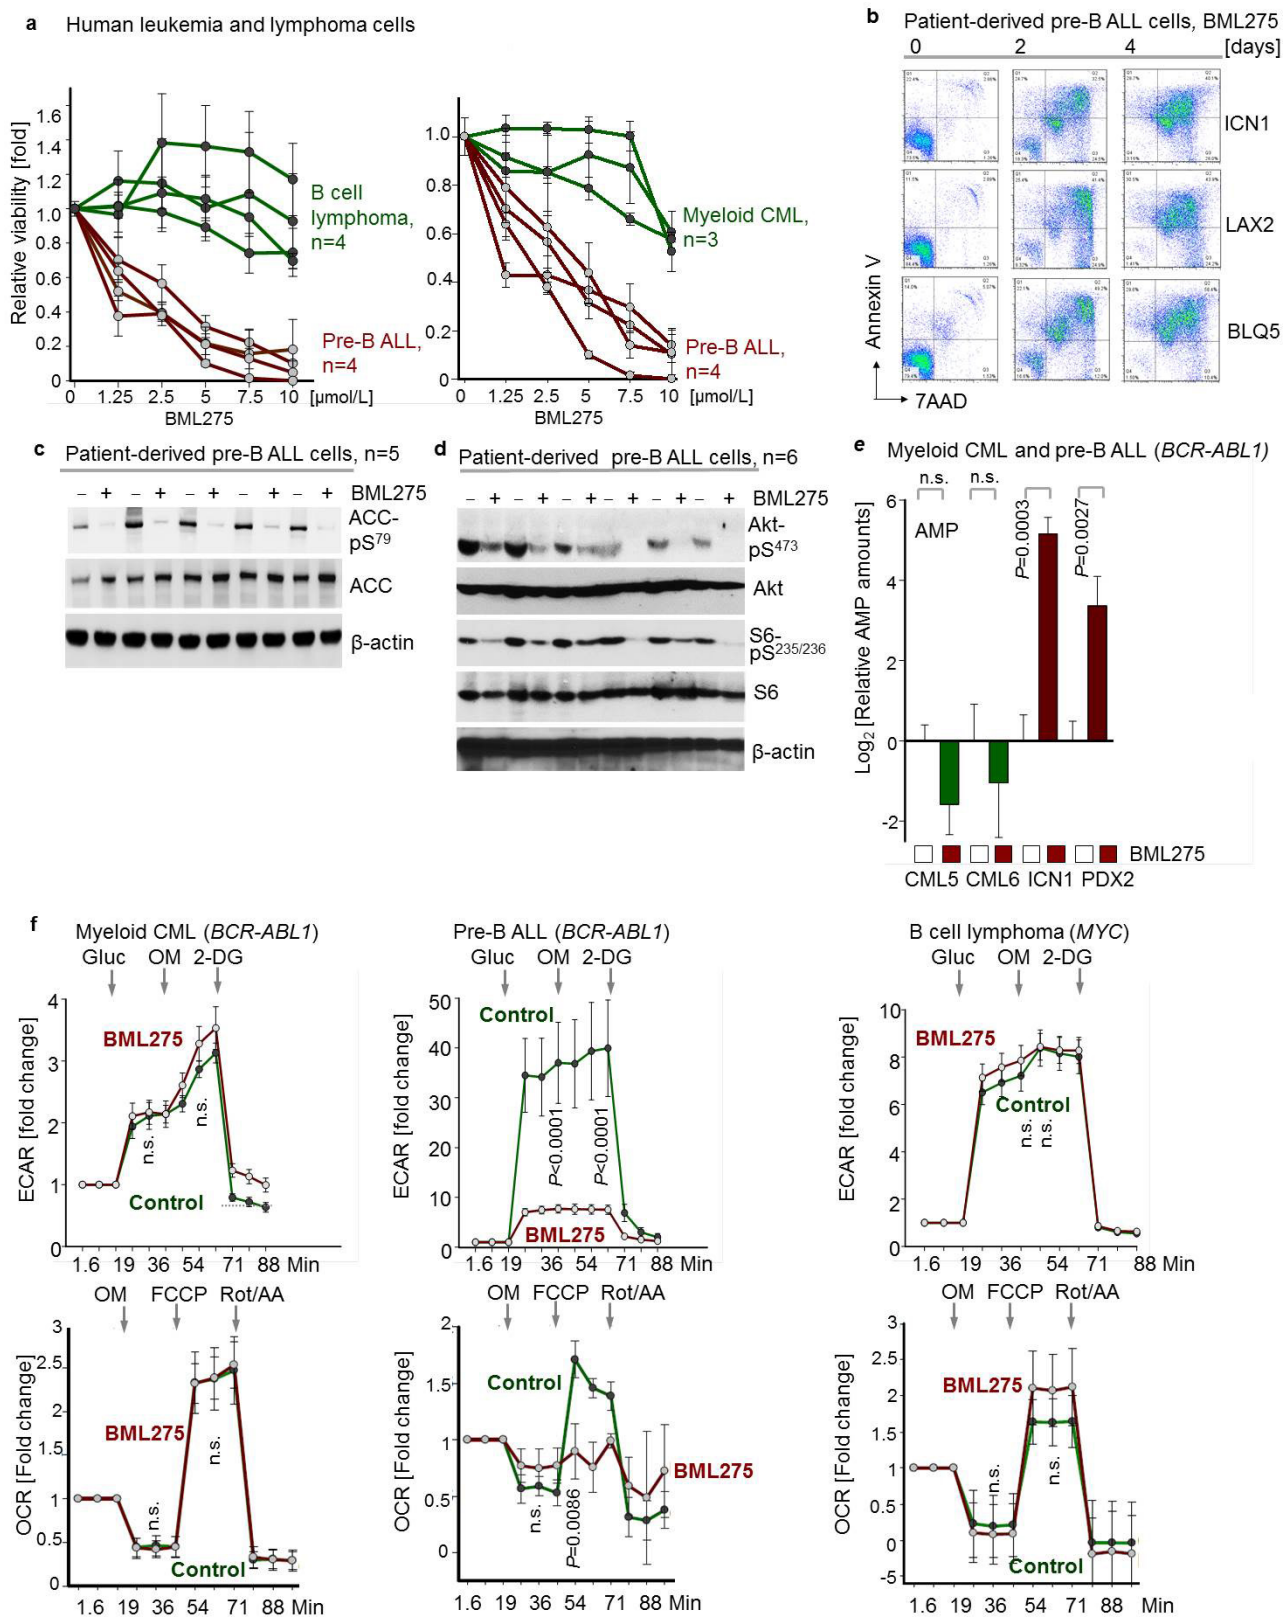 a Human leukemia and lymphoma cells
Relative viability [fold]
1.6
1.4
1.2
1.0
0.8
0.6
0.4
0.2
0
B cell
lymphoma,
n=4
Pre-B ALL,
n=4
0 1.25 2.5 5 7.5 10 [µmol/L]
BML275
1.0
0.8
0.6
0.4
0.2
0
Myeloid CML,
n=3
Pre-B ALL,
n=4
0 1.25 2.5 5 7.5 10 [µmol/L]
BML275
b Patient-derived pre-B ALL cells, BML275
0 2 4 [days]
ICN1
LAX2
BLQ5
Annexin V
7AAD
c Patient-derived pre-B ALL cells, n=5
– + – + – + – + – + BML275
ACC-
pS79
ACC
β-actin
d Patient-derived pre-B ALL cells, n=6
– + – + – + – + – + – + BML275
Akt-
pS473
Akt
S6-
pS235/236
S6
β-actin
e Myeloid CML and pre-B ALL (BCR-ABL1)
n.s. n.s. P=0.0003 P=0.0027
AMP
Log2 [Relative AMP amounts]
6
4
2
0
-2
BML275
CML5 CML6 ICN1 PDX2
f
Myeloid CML (BCR-ABL1)
Gluc OM 2-DG
ECAR [fold change]
4
3
2
1
0
BML275
n.s.
n.s.
Control
1.6 19 36 54 71 88 Min
Pre-B ALL (BCR-ABL1)
Gluc OM 2-DG
ECAR [fold change]
50
40
30
20
10
0
Control
P<0.0001
P<0.0001
BML275
1.6 19 36 54 71 88 Min
B cell lymphoma (MYC)
Gluc OM 2-DG
ECAR [fold change]
10
8
6
4
2
0
BML275
Control
n.s.
n.s.
1.6 19 36 54 71 88 Min
OM FCCP Rot/AA
OCR [Fold change]
3
2.5
2
1.5
1
0.5
0
BML275
n.s.
n.s.
Control
1.6 19 36 54 71 88 Min
OM FCCP Rot/AA
OCR [Fold change]
2
1.5
1
0.5
0
Control
BML275
n.s.
P=0.0086
1.6 19 36 54 71 88 Min
OM FCCP Rot/AA
OCR [Fold change]
2.5
2
1.5
1
0.5
0
-5
BML275
n.s.
n.s.
Control
1.6 19 36 54 71 88 Min